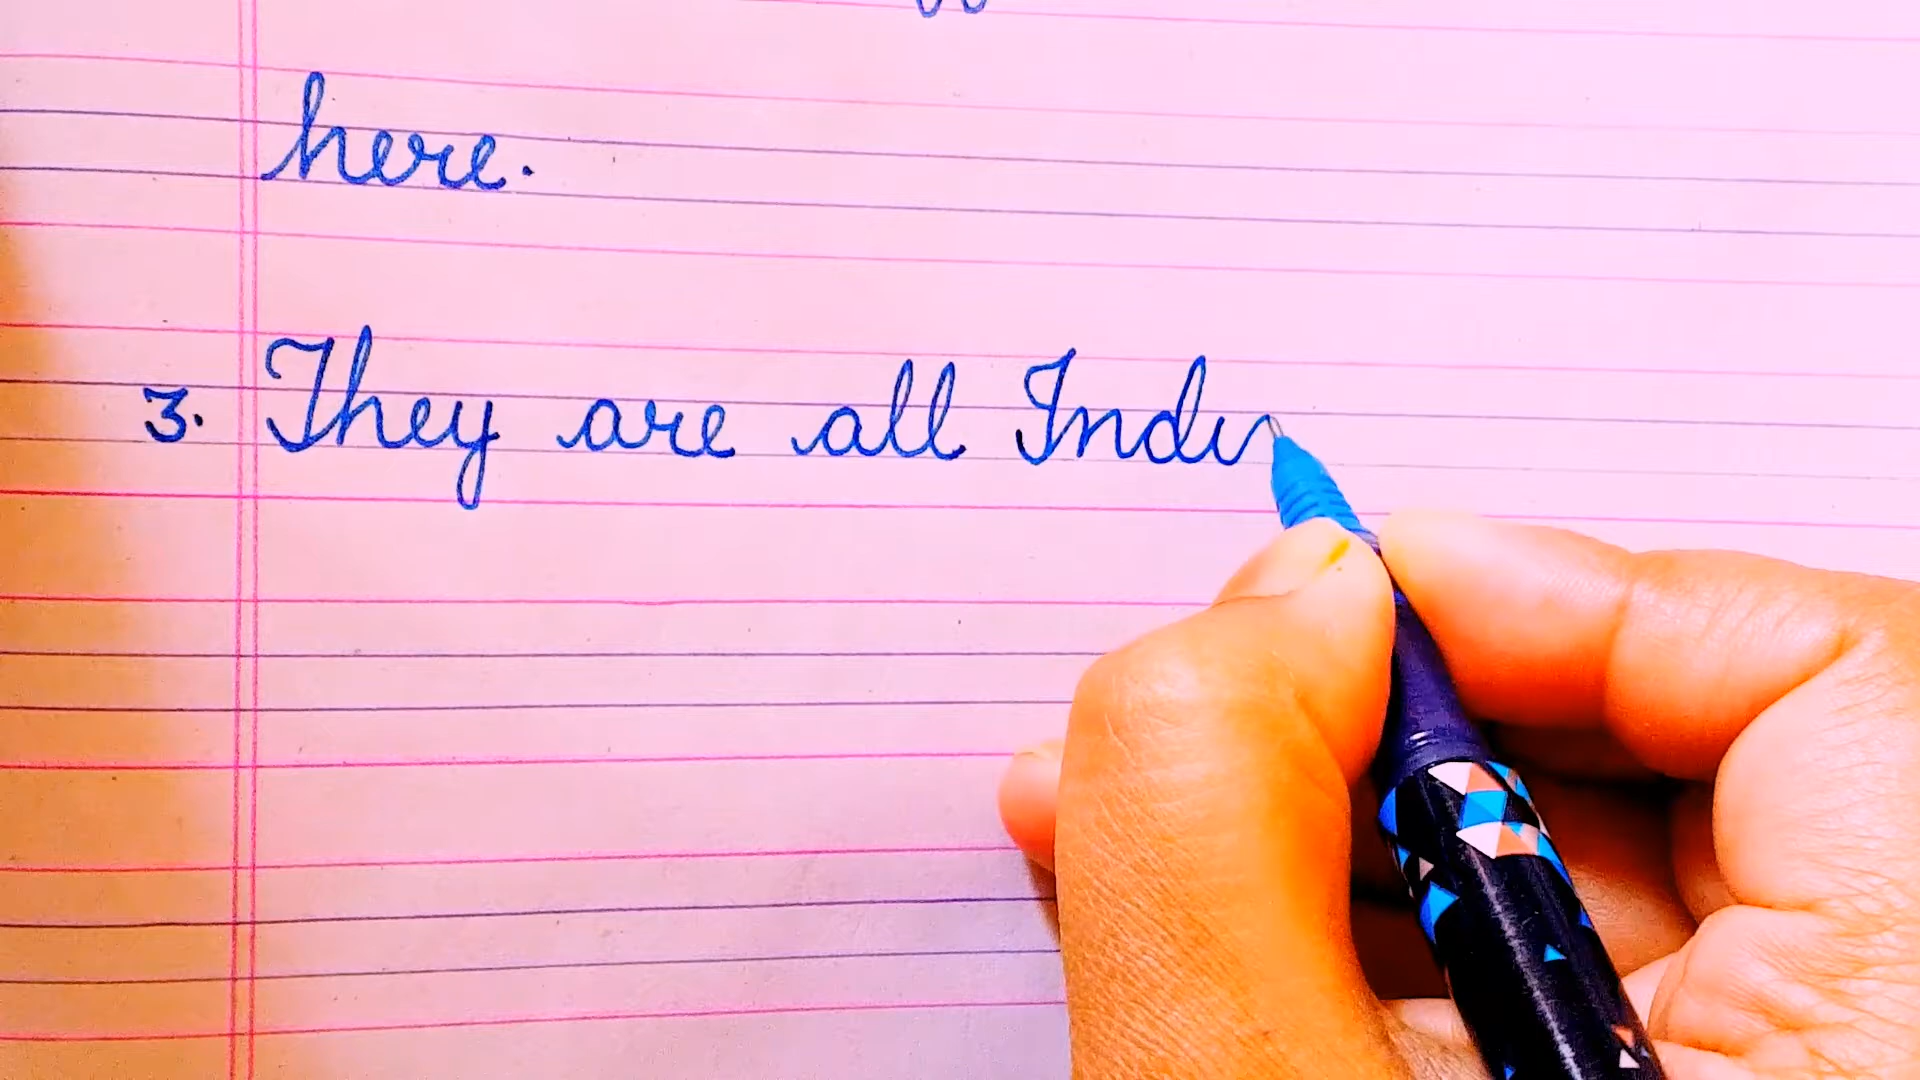 here.
3. They are all Indi